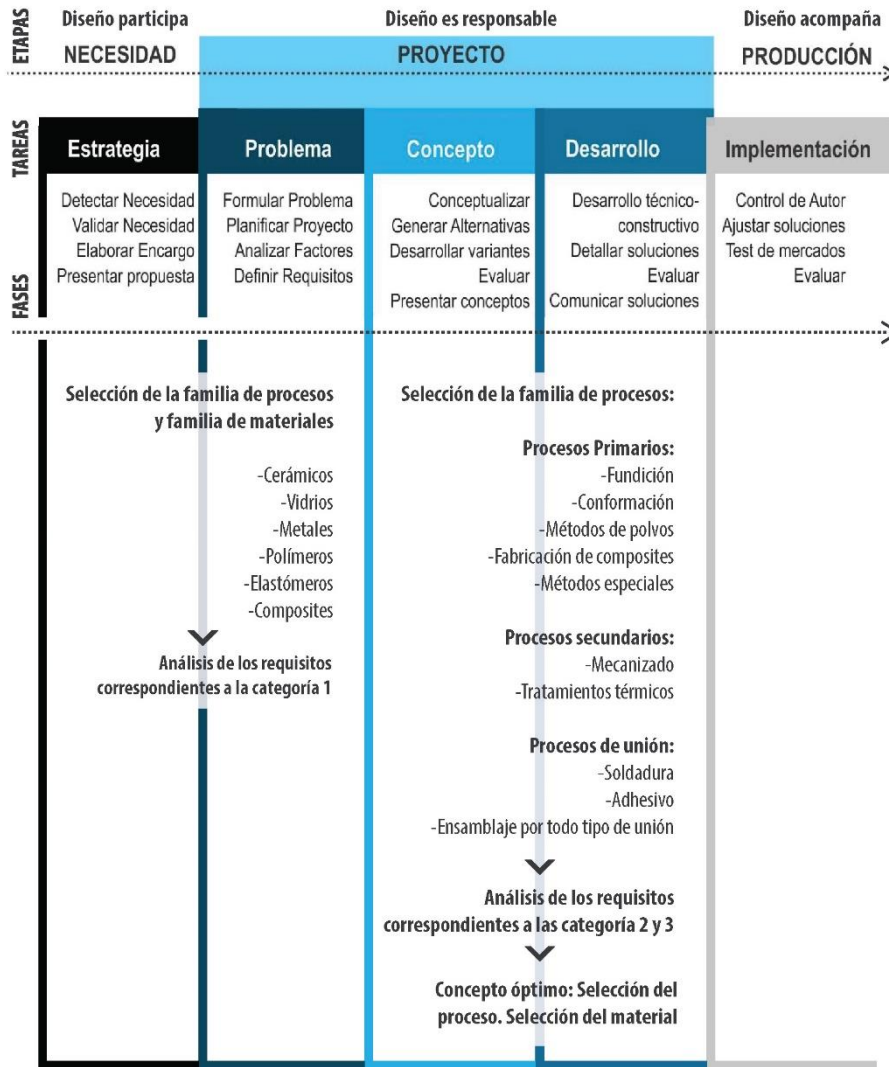 ETAPAS
Diseño participa
NECESIDAD
Diseño es responsable
PROYECTO
Diseño acompaña
PRODUCCIÓN
TAREAS
Estrategia
Problema
Concepto
Desarrollo
Implementación
FASES
Detectar Necesidad
Validar Necesidad
Elaborar Encargo
Presentar propuesta
Formular Problema
Planificar Proyecto
Analizar Factores
Definir Requisitos
Conceptualizar
Generar Alternativas
Desarrollar variantes
Evaluar
Presentar conceptos
Desarrollo técnico-
constructivo
Detallar soluciones
Evaluar
Comunicar soluciones
Control de Autor
Ajustar soluciones
Test de mercados
Evaluar
Selección de la familia de procesos
y familia de materiales
-Cerámicos
-Vidrios
-Metales
-Polímeros
-Elastómeros
-Composites
Análisis de los requisitos
correspondientes a la categoría 1
Selección de la familia de procesos:
Procesos Primarios:
-Fundición
-Conformación
-Métodos de polvos
-Fabricación de composites
-Métodos especiales
Procesos secundarios:
-Mecanizado
-Tratamientos térmicos
Procesos de unión:
-Soldadura
-Adhesivo
-Ensamblaje por todo tipo de unión
Análisis de los requisitos
correspondientes a las categoría 2 y 3
Concepto óptimo: Selección del
proceso. Selección del material